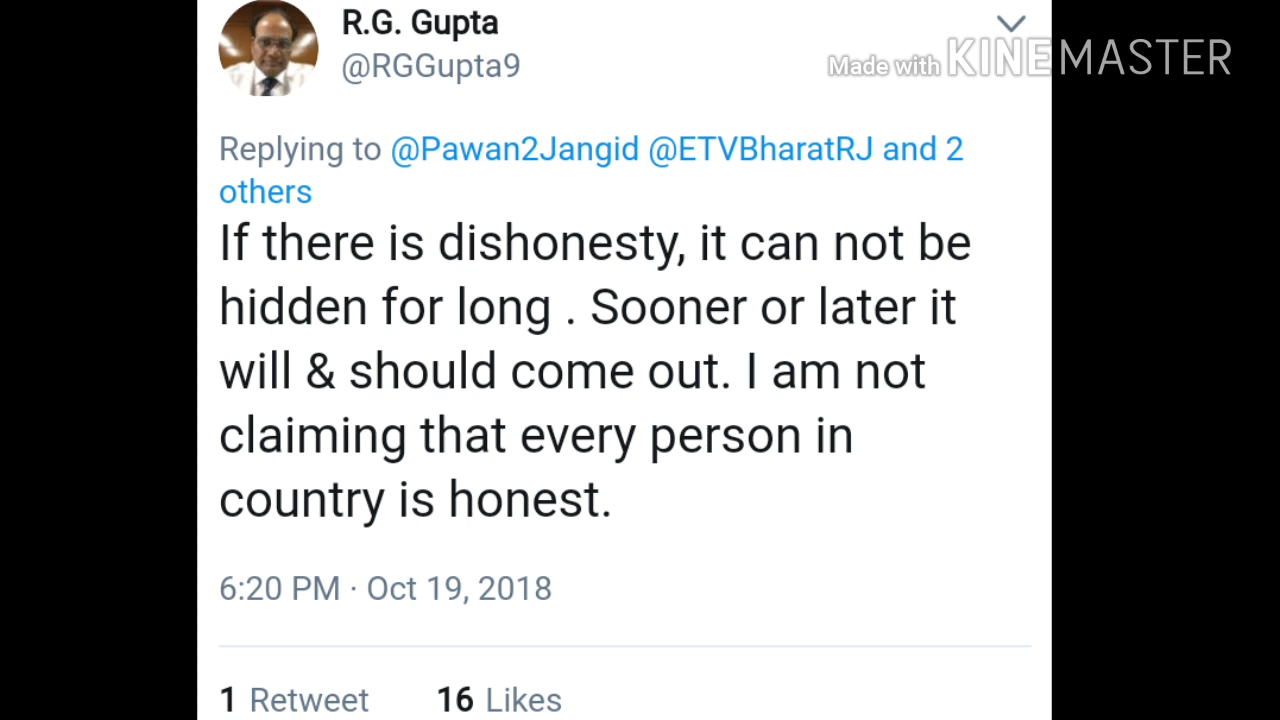 R.G. Gupta
Made with KINEMASTER
@RGGupta9
Replying to @Pawan2Jangid @ETVBharatRJ and 2
others
If there is dishonesty, it can not be
hidden for long . Sooner or later it
will & should come out. I am not
claiming that every person in
country is honest.
6:20 PM · Oct 19, 2018
1 Retweet 16 Likes